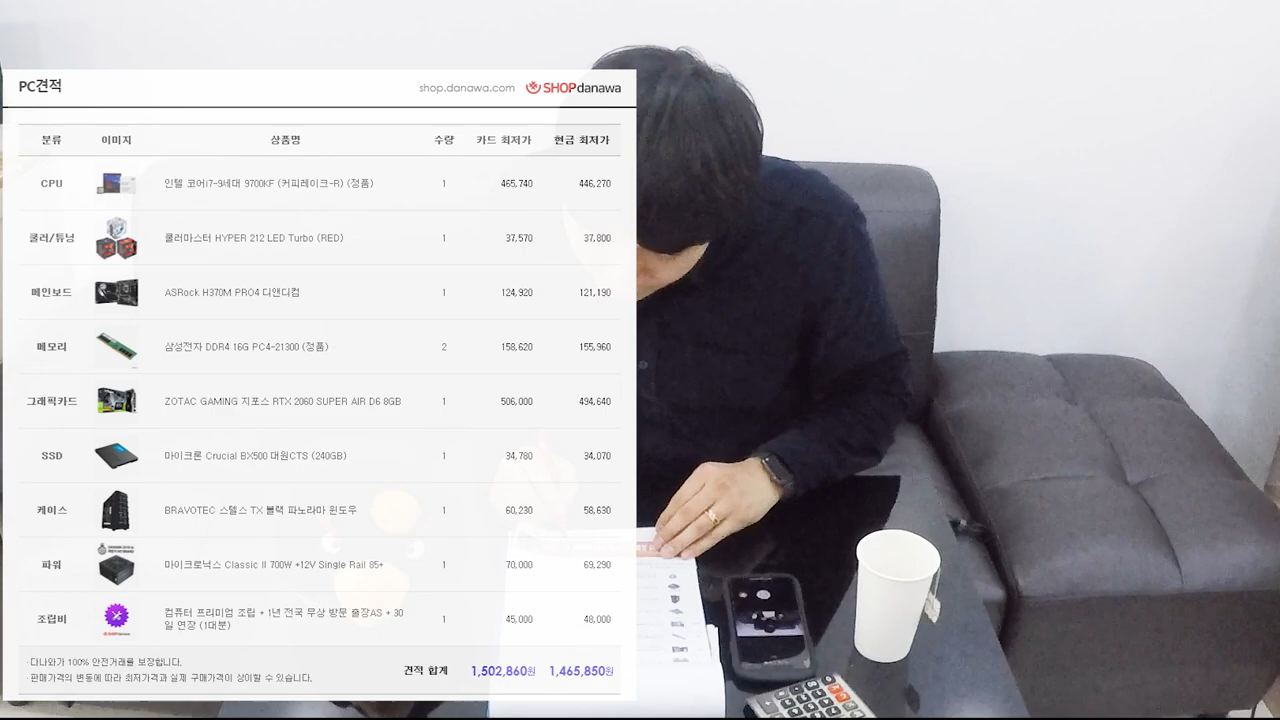 PC견적
shop.danawa.com SHOPdanawa
분류 이미지 상품명 수량 카드 최저가 현금 최저가
CPU 인텔 코어i7-9세대 9700KF (커피레이크-R) (정품) 1 465,740 446,270
쿨러/튜닝 쿨러마스터 HYPER 212 LED Turbo (RED) 1 37,570 37,800
메인보드 ASRock H370M PRO4 디앤디컴 1 124,920 121,190
메모리 삼성전자 DDR4 16G PC4-21300 (정품) 2 158,620 155,960
그래픽카드 ZOTAC GAMING 지포스 RTX 2060 SUPER AIR D6 8GB 1 506,000 494,640
SSD 마이크론 Crucial BX500 대원CTS (240GB) 1 34,780 34,070
케이스 BRAVOTEC 스텔스 TX 블랙 파노라마 윈도우 1 60,230 58,630
파워 마이크로닉스 Classic II 700W +12V Single Rail 85+ 1 70,000 69,290
조립비 컴퓨터 프리미엄 조립 + 1년 전국 무상 방문 출장AS + 30
일 연장 (1대분) 1 45,000 48,000
· 다나와가 100% 안전거래를 보장합니다.
· 판매가격의 변동에 따라 최저가격과 실제 구매가격이 상이할 수 있습니다.
견적 합계 1,502,860원 1,465,850원